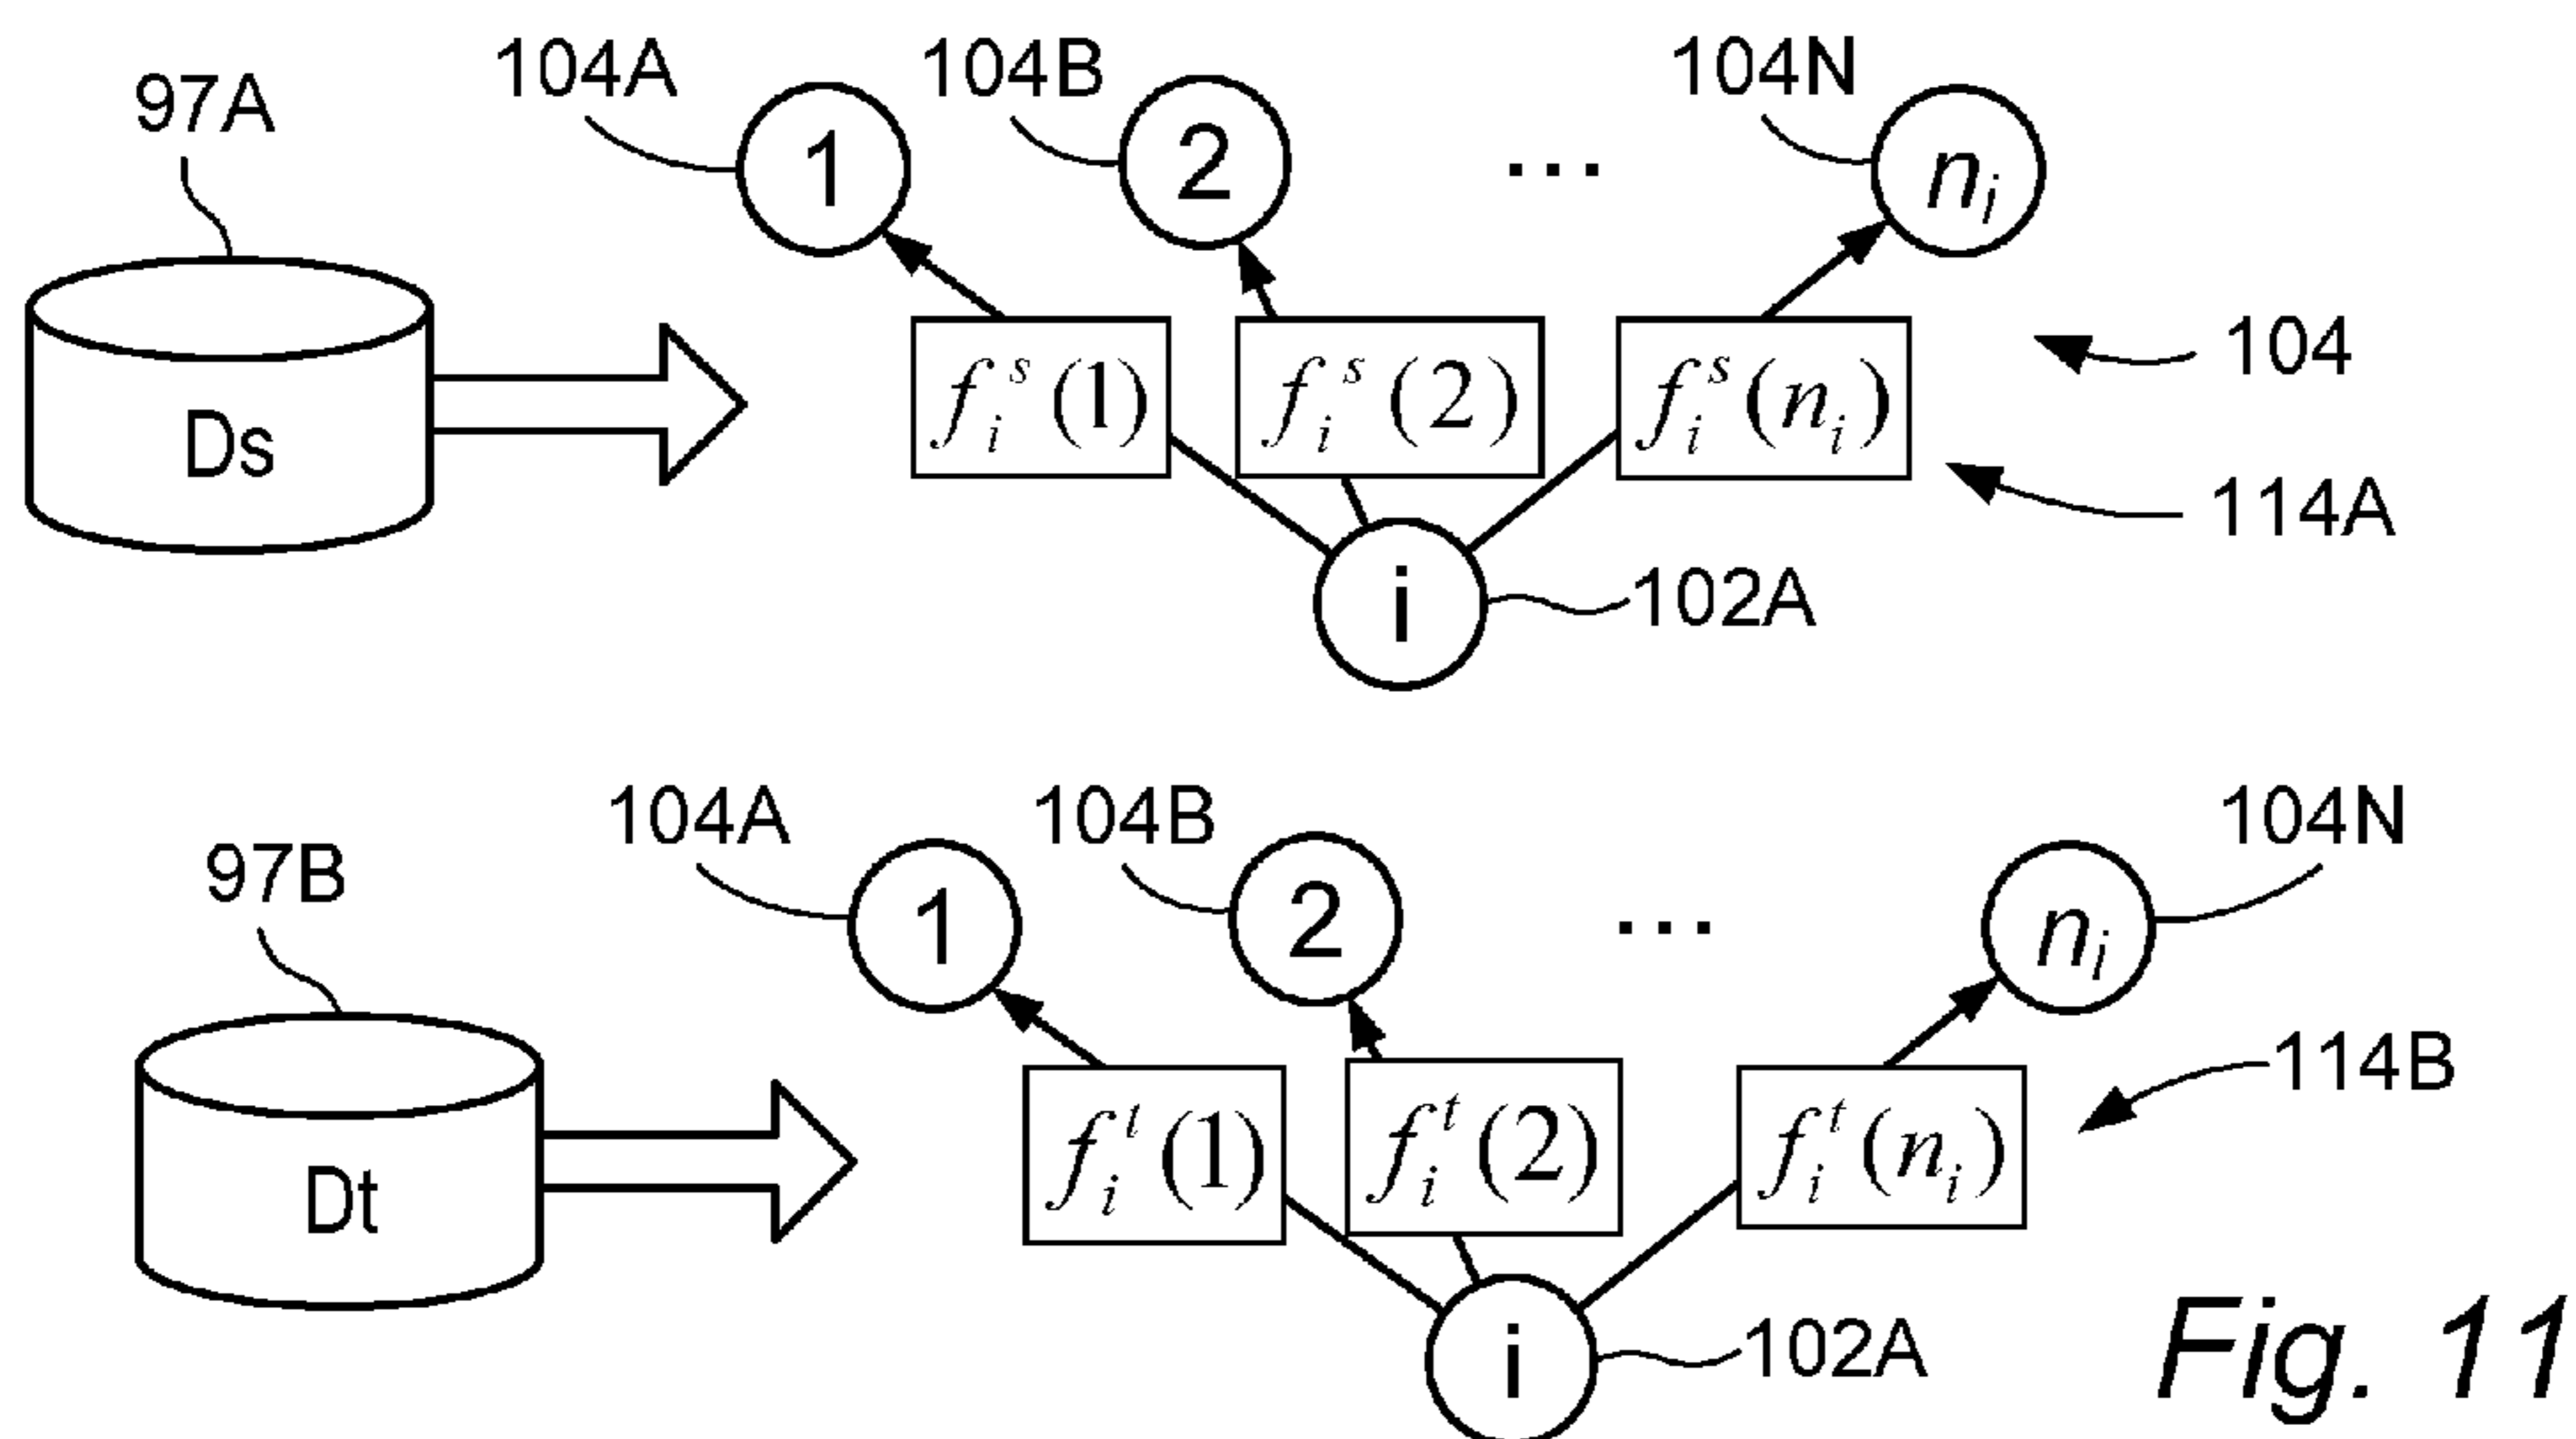 97A 104A 104B 104N
1 2 ... n_i
Ds f_i^s(1) f_i^s(2) f_i^s(n_i) 104
114A
i 102A
97B 104A 104B 104N
1 2 ... n_i
Dt f_i^t(1) f_i^t(2) f_i^t(n_i) 114B
i 102A
Fig. 11